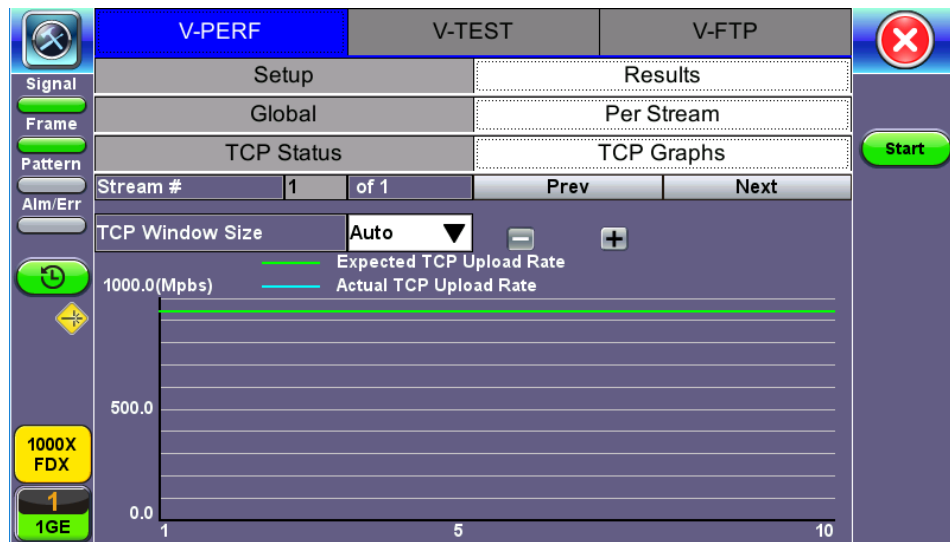 V-PERF V-TEST V-FTP
Setup Results
Signal
Global Per Stream
Frame
TCP Status TCP Graphs
Start
Pattern
Stream # 1 of 1 Prev Next
Alm/Err
TCP Window Size Auto
Expected TCP Upload Rate
1000.0(Mpbs) Actual TCP Upload Rate
500.0
1000X
FDX
1
1GE
0.0
1 5 10